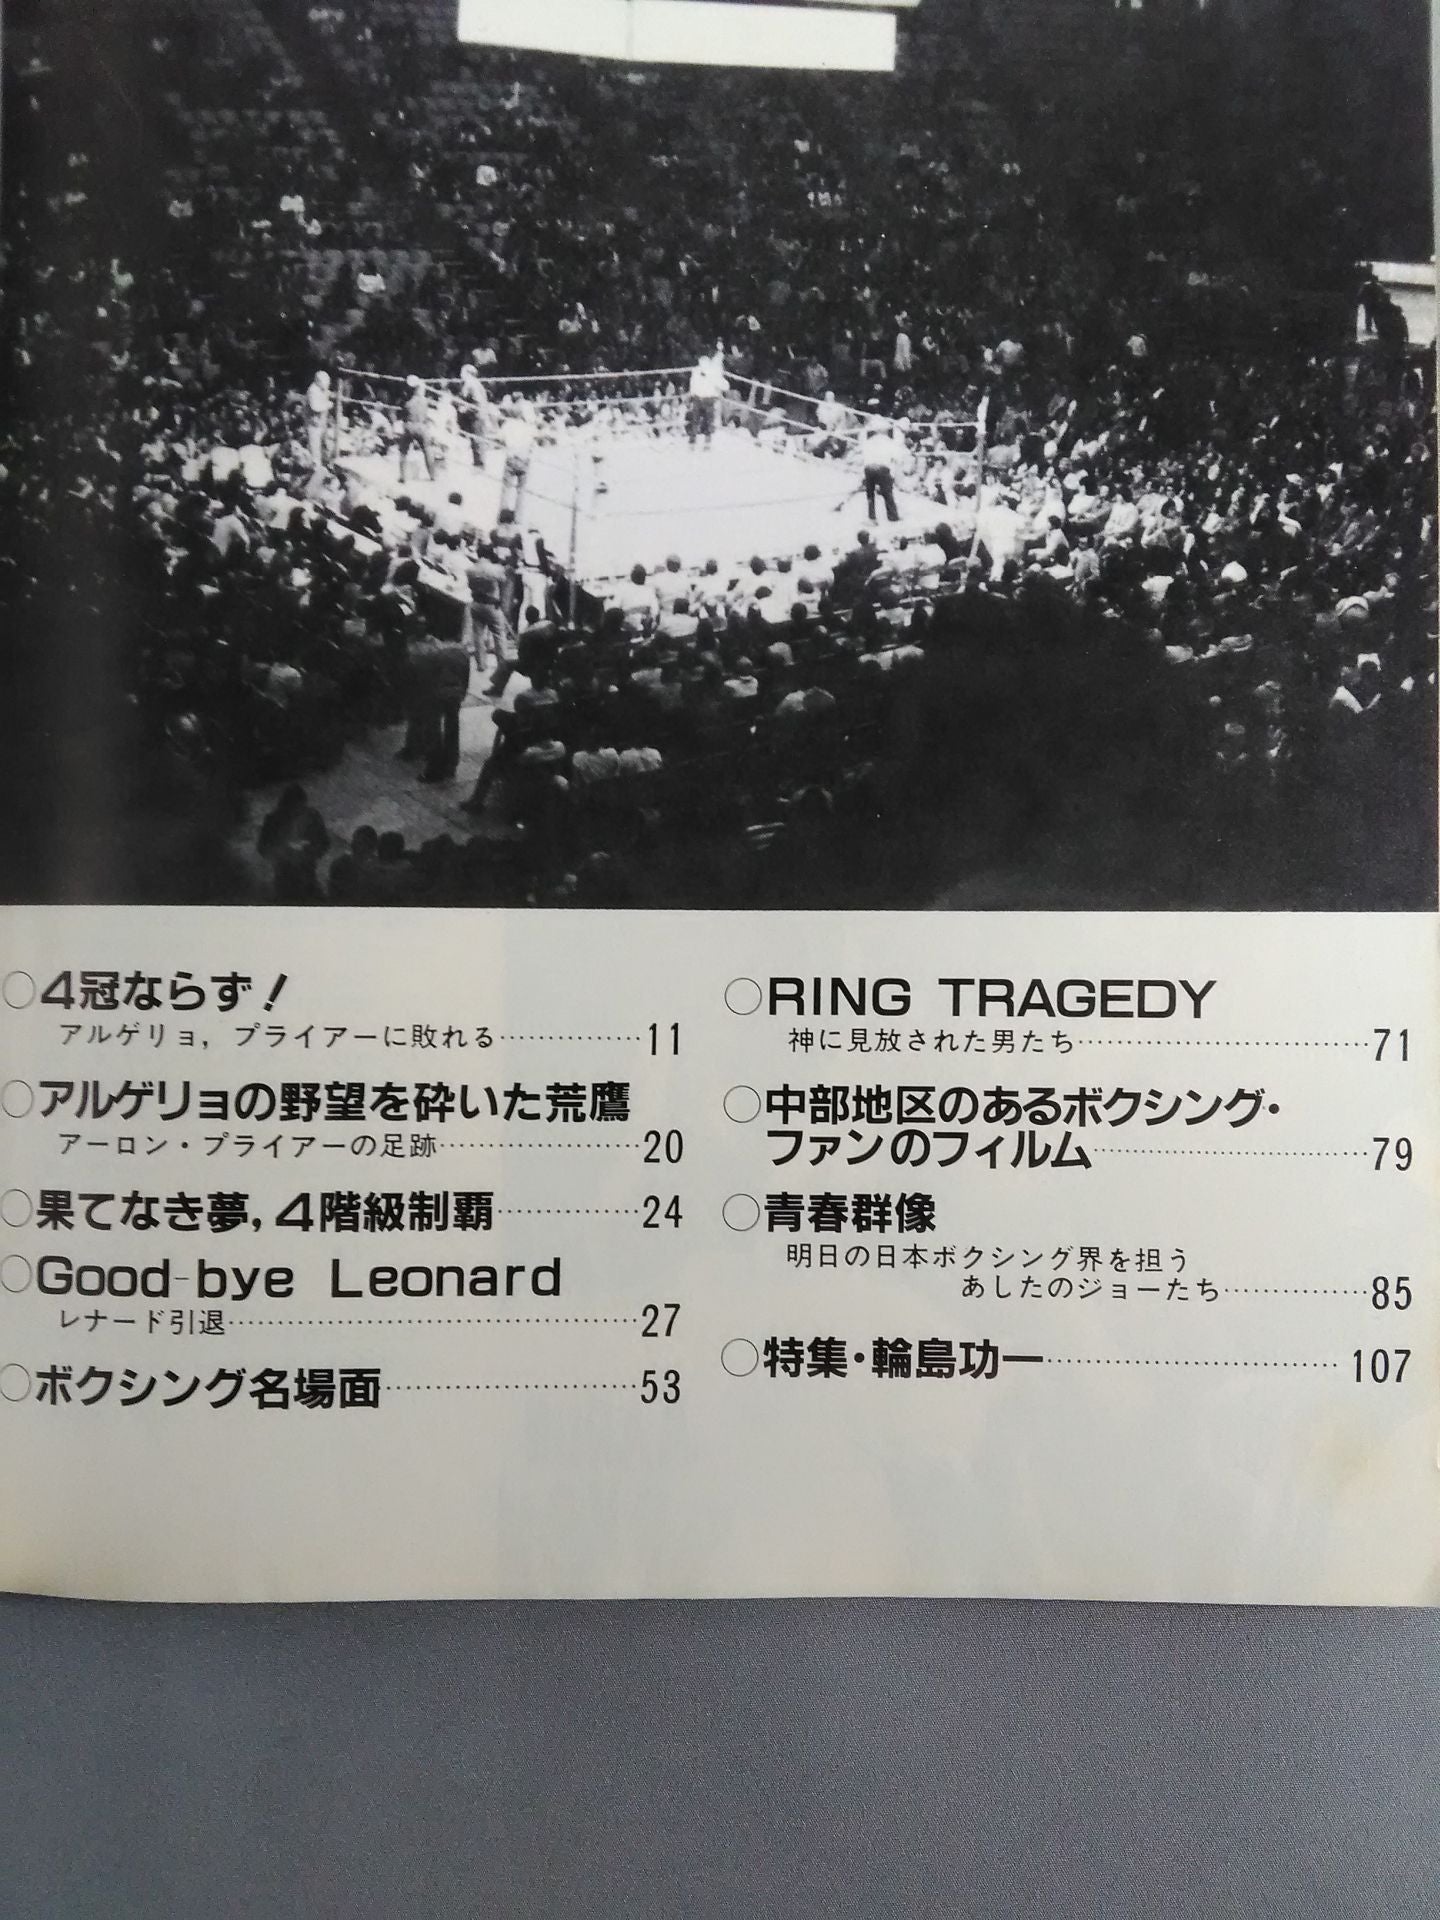 ○4冠ならず！
アルゲリョ，プライアーに敗れる……………11
○アルゲリョの野望を砕いた荒鷹
アーロン・プライアーの足跡…………………20
○果てなき夢，4階級制覇……………24
○Good-bye Leonard
レナード引退……………………………………27
○ボクシング名場面………………………53
○RING TRAGEDY
神に見放された男たち…………………………71
○中部地区のあるボクシング・
ファンのフィルム…………………………79
○青春群像
明日の日本ボクシング界を担う
あしたのジョーたち……………85
○特集・輪島功一…………………………107